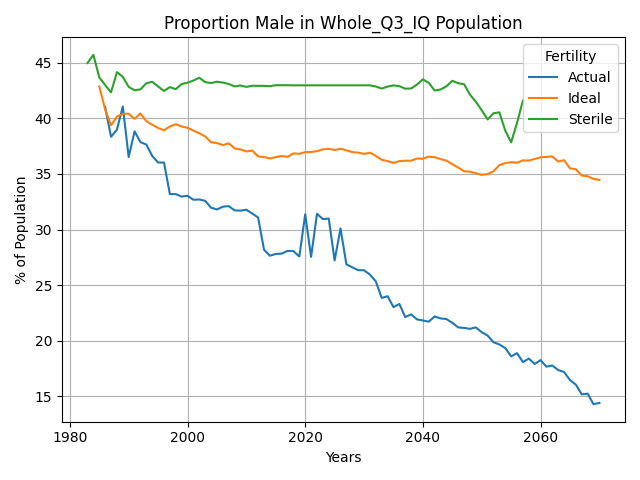 Proportion Male in Whole_Q3_IQ Population
Fertility
Actual
Ideal
Sterile
% of Population
45
40
35
30
25
20
15
1980
2000
2020
2040
2060
Years